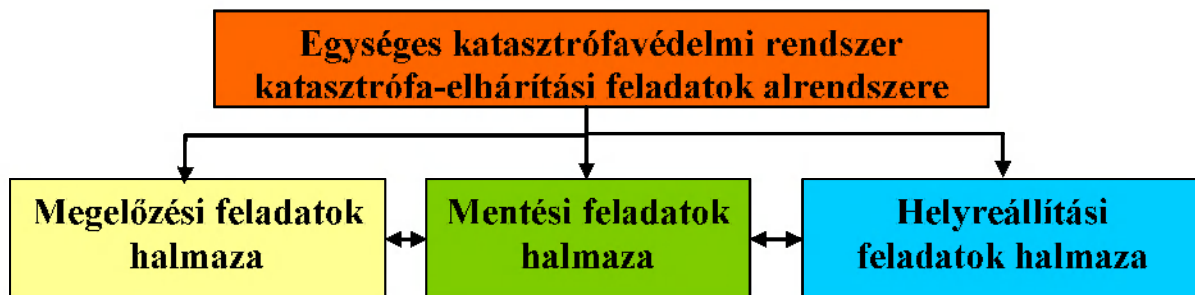 Egységes katasztrófavédelmi rendszer
katasztrófa-elhárítási feladatok alrendszere
Megelőzési feladatok
halmaza
Mentési feladatok
halmaza
Helyreállítási
feladatok halmaza